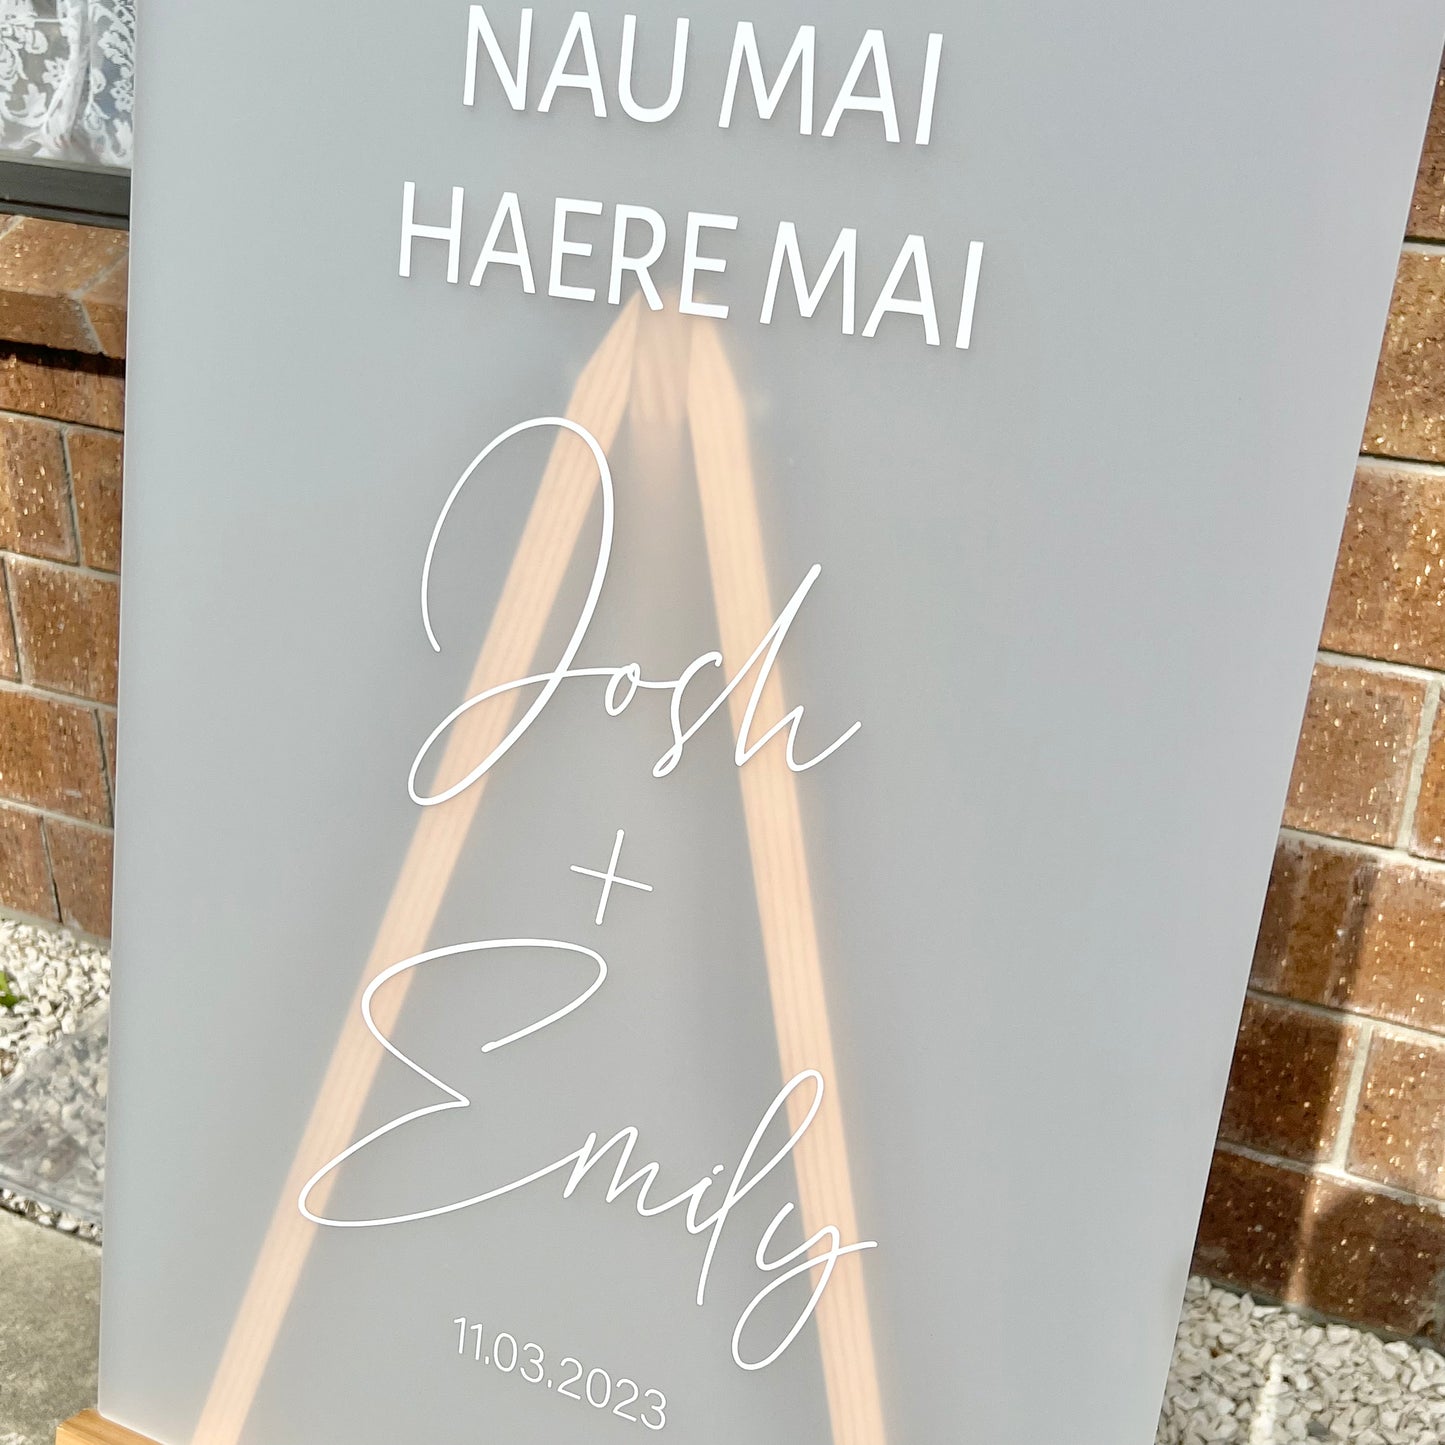 NAU MAI
HAERE MAI
Josh
+
Emily
11.03.2023